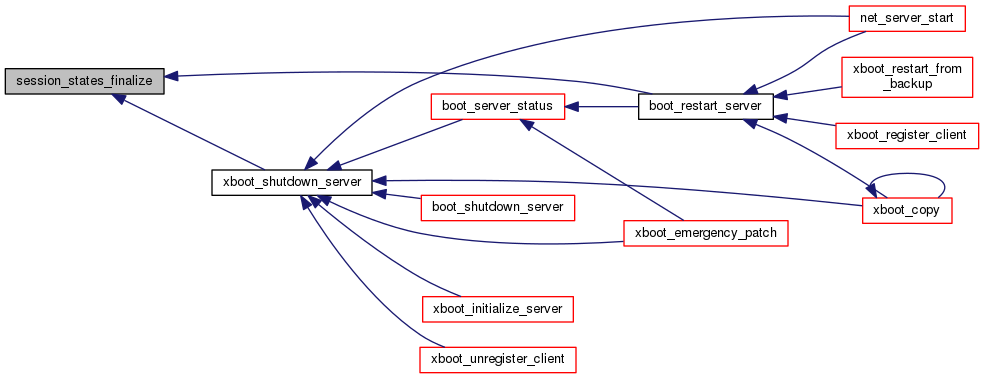 session_states_finalize
xboot_shutdown_server
boot_server_status
boot_shutdown_server
xboot_initialize_server
xboot_unregister_client
boot_restart_server
xboot_emergency_patch
net_server_start
xboot_restart_from
_backup
xboot_register_client
xboot_copy